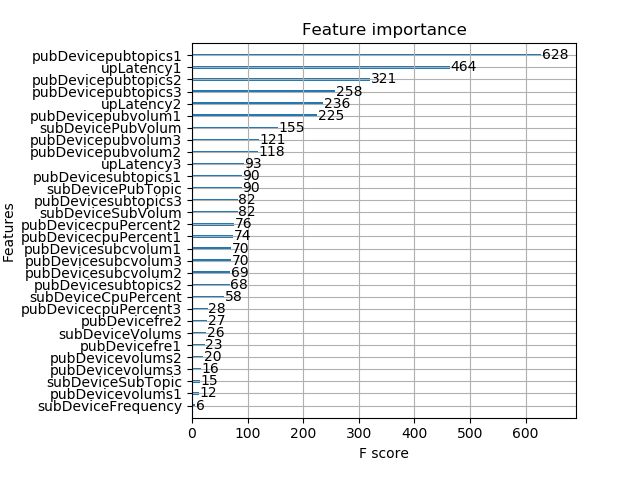 Feature importance
Features
pubDevicepubtopics1 628
upLatency1 464
pubDevicepubtopics2 321
pubDevicepubtopics3 258
upLatency2 236
pubDevicepubvolum1 225
subDevicePubVolum 155
pubDevicepubvolum3 121
pubDevicepubvolum2 118
upLatency3 93
pubDevicesubtopics1 90
subDevicePubTopic 90
pubDevicesubtopics3 82
subDeviceSubVolum 82
pubDevicecpuPercent2 76
pubDevicecpuPercent1 74
pubDevicesubcvolum1 70
pubDevicesubcvolum3 70
pubDevicesubcvolum2 69
pubDevicesubtopics2 68
subDeviceCpuPercent 58
pubDevicecpuPercent3 28
pubDevicefre2 27
subDeviceVolums 26
pubDevicefre1 23
pubDevicevolums2 20
pubDevicevolums3 16
subDeviceSubTopic 15
pubDevicevolums1 12
subDeviceFrequency 6
0 100 200 300 400 500 600
F score